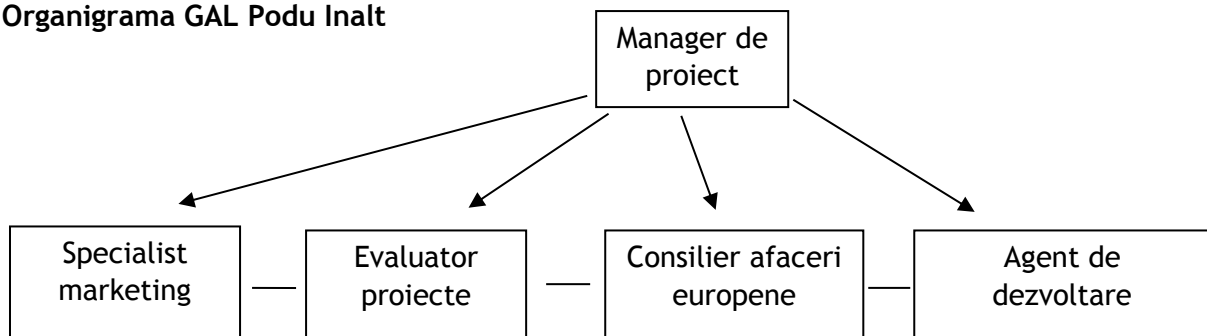 Organigrama GAL Podu Inalt
Manager de
proiect
Specialist
marketing
Evaluator
proiecte
Consilier afaceri
europene
Agent de
dezvoltare